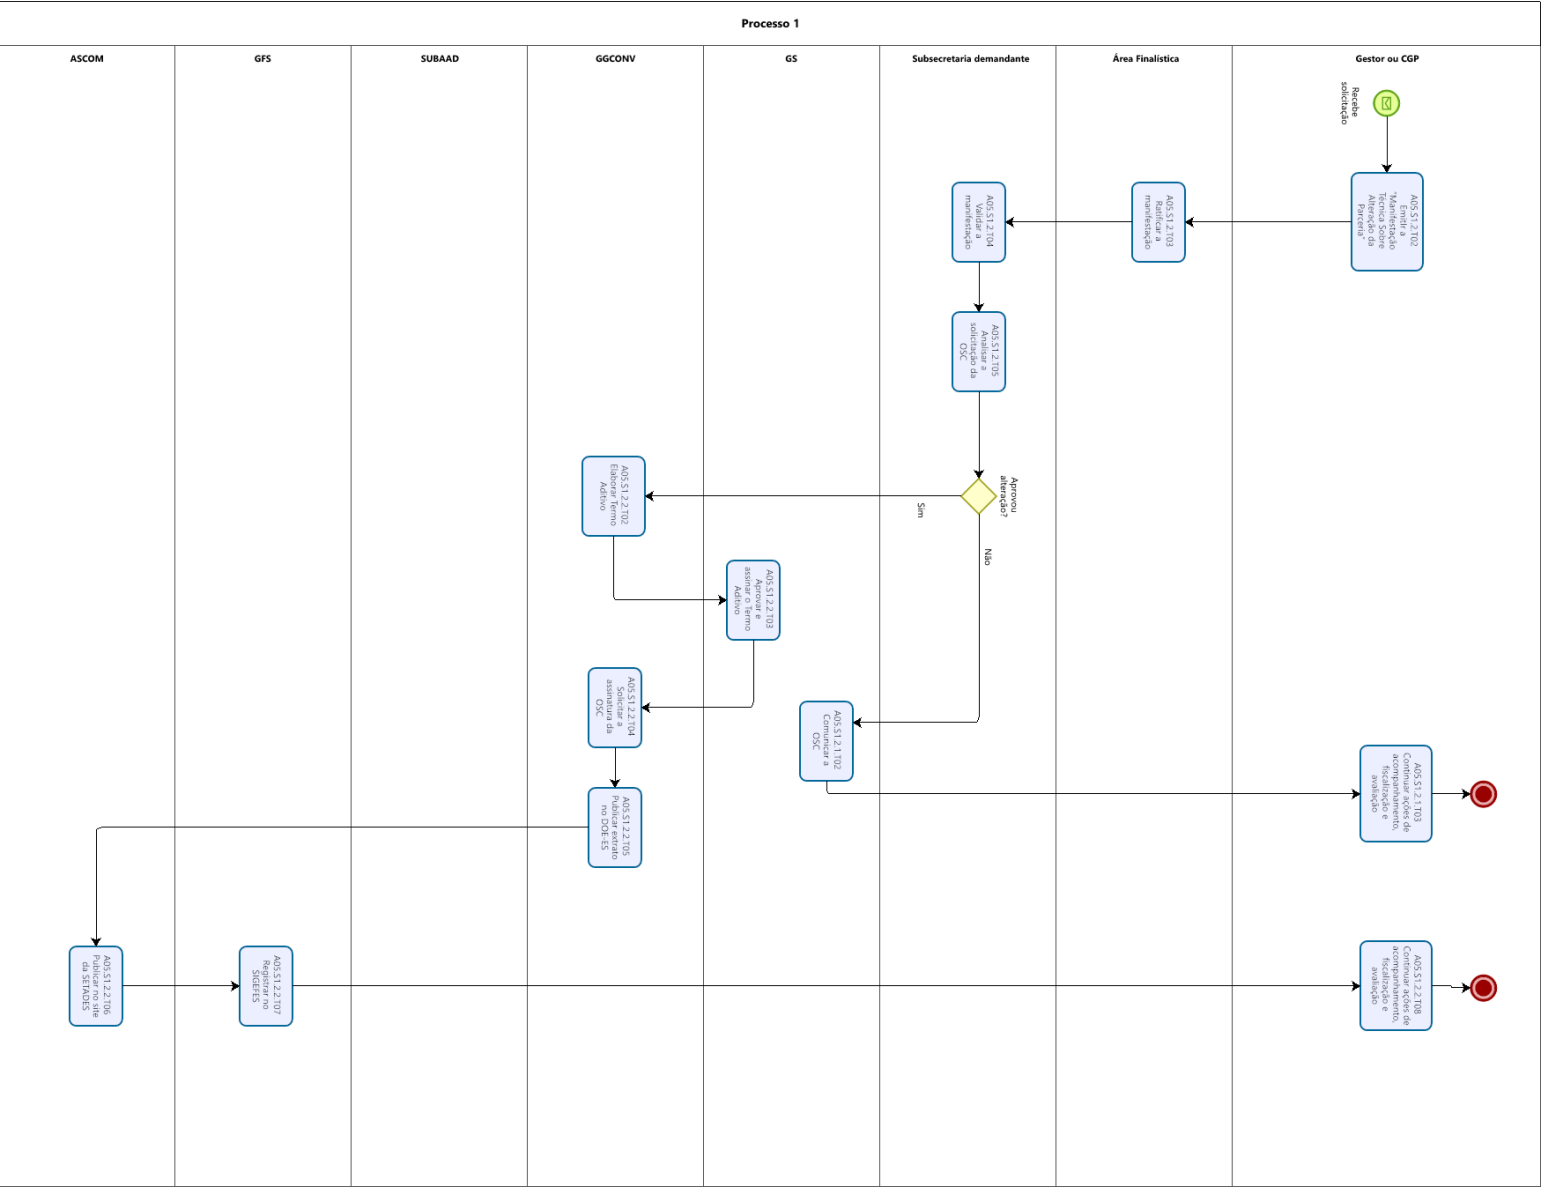 Processo 1
ASCOM
GFS
SUBAAD
GGCONV
GS
Subsecretaria demandante
Área Finalística
Gestor ou CGP
Recebe
solicitação
A05.S1.2.T02
Emitir a
"Manifestação
Técnica Sobre
Alteração da
Parceria"
A05.S1.2.T03
Ratificar a
manifestação
A05.S1.2.T04
Validar a
manifestação
A05.S1.2.T05
Analisar a
solicitação da
OSC
Aprovou
alteração?
Sim
Não
A05.S1.2.2.T02
Elaborar Termo
Aditivo
A05.S1.2.2.T03
Aprovar e
assinar o Termo
Aditivo
A05.S1.2.2.T04
Solicitar a
assinatura da
OSC
A05.S1.2.1.T02
Comunicar a
OSC
A05.S1.2.1.T03
Continuar ações de
acompanhamento,
fiscalização e
avaliação
A05.S1.2.2.T05
Publicar extrato
no DOE-ES
A05.S1.2.2.T06
Publicar no site
da SETADES
A05.S1.2.2.T07
Registrar no
SIGEFES
A05.S1.2.2.T08
Continuar ações de
acompanhamento,
fiscalização e
avaliação